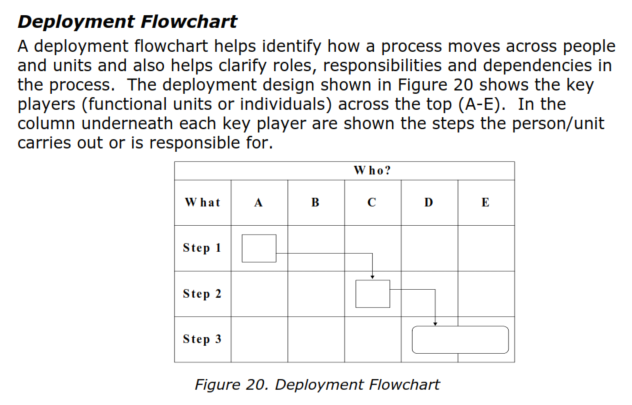 Deployment Flowchart
A deployment flowchart helps identify how a process moves across people
and units and also helps clarify roles, responsibilities and dependencies in
the process.  The deployment design shown in Figure 20 shows the key
players (functional units or individuals) across the top (A-E).  In the
column underneath each key player are shown the steps the person/unit
carries out or is responsible for.
Who?
What A B C D E
Step 1
Step 2
Step 3
Figure 20. Deployment Flowchart